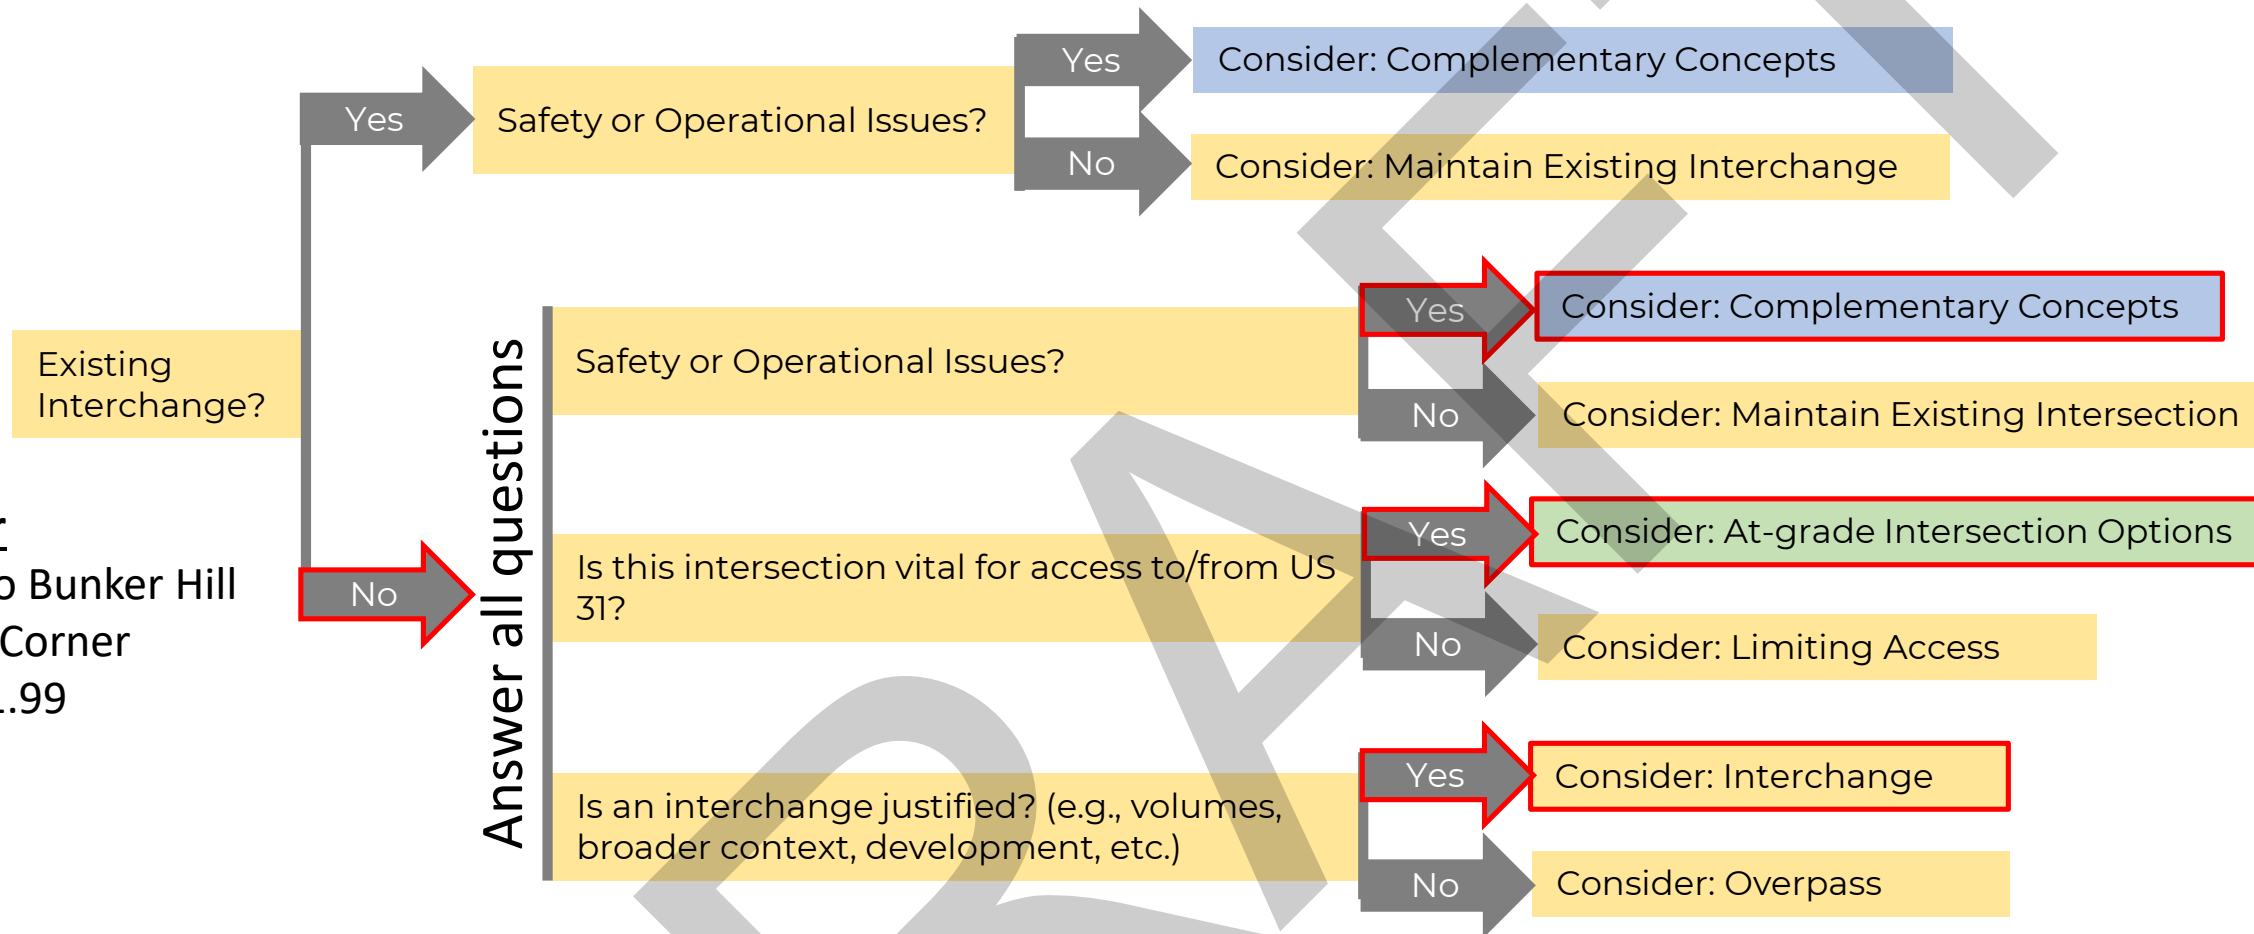 Yes
Safety or Operational Issues?
Yes
Consider: Complementary Concepts
No
Consider: Maintain Existing Interchange
Existing
Interchange?
o Bunker Hill
Corner
.99
No
Answer all questions
Safety or Operational Issues?
Yes
Consider: Complementary Concepts
No
Consider: Maintain Existing Intersection
Is this intersection vital for access to/from US
31?
Yes
Consider: At-grade Intersection Options
No
Consider: Limiting Access
Is an interchange justified? (e.g., volumes,
broader context, development, etc.)
Yes
Consider: Interchange
No
Consider: Overpass